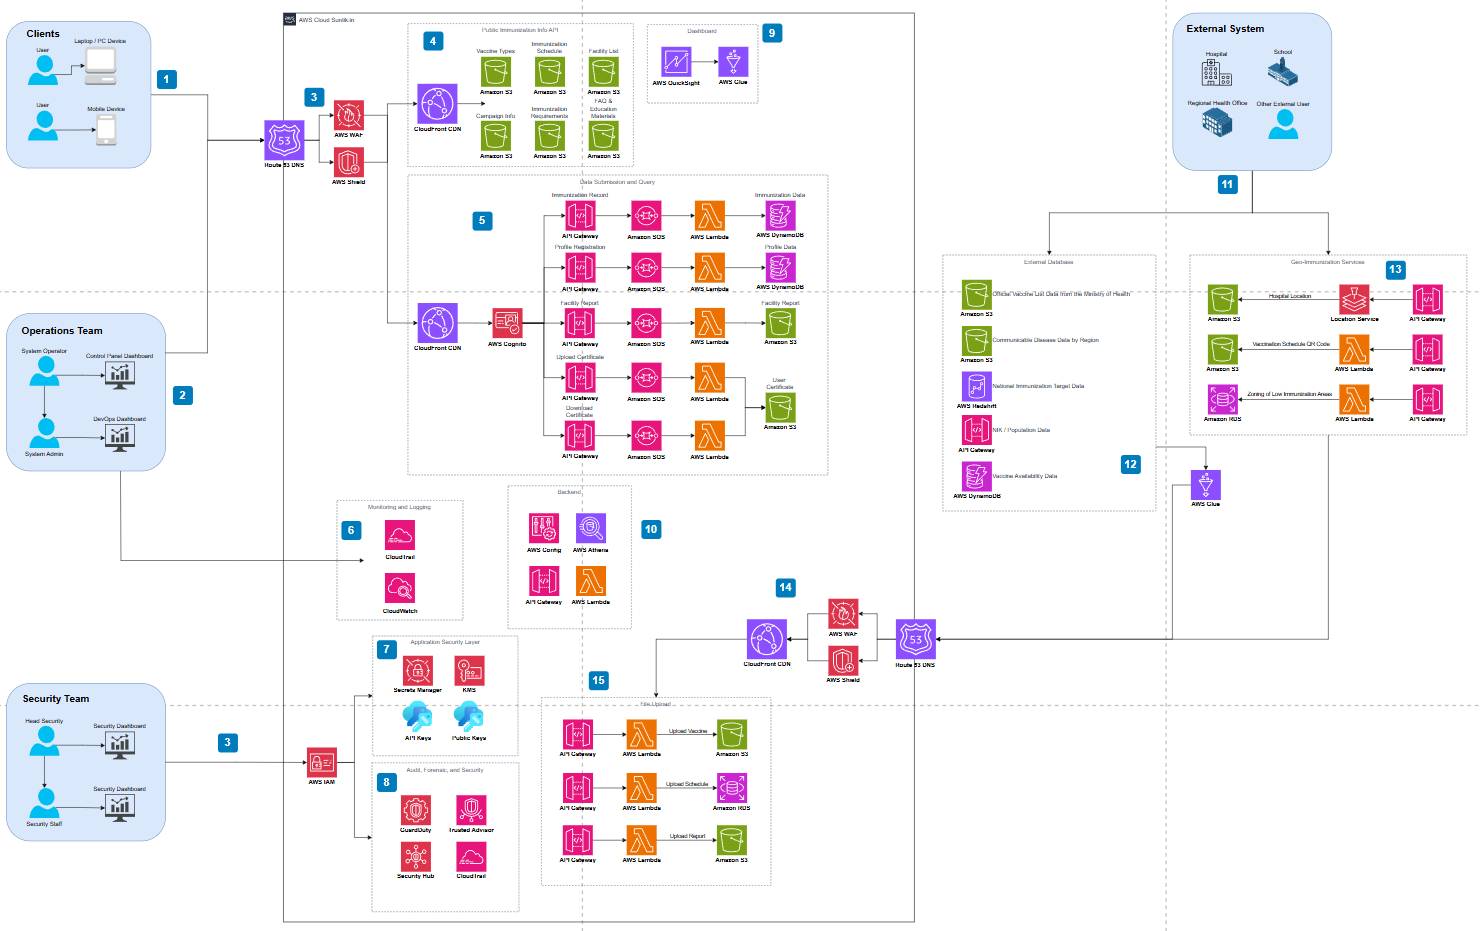 Clients
User
Laptop / PC Device
User
Mobile Device
1
Operations Team
System Operator
Control Panel Dashboard
DevOps Dashboard
System Admin
2
Security Team
Head Security
Security Dashboard
Security Dashboard
Security Staff
3
AWS Cloud Suntik.in
Route 53 DNS
3
AWS WAF
AWS Shield
4
Public Immunization Info API
CloudFront CDN
Vaccine Types
Amazon S3
Immunization
Schedule
Amazon S3
Facility List
Amazon S3
Campaign Info
Amazon S3
Immunization
Requirements
Amazon S3
FAQ &
Education
Materials
Amazon S3
9
Dashboard
AWS QuickSight
AWS Glue
5
Data Submission and Query
CloudFront CDN
AWS Cognito
Immunization Record
API Gateway
Amazon SQS
AWS Lambda
Immunization Data
AWS DynamoDB
Profile Registration
API Gateway
Amazon SQS
AWS Lambda
Profile Data
AWS DynamoDB
Facility Report
API Gateway
Amazon SQS
AWS Lambda
Facility Report
Amazon S3
Upload Certificate
API Gateway
Amazon SQS
AWS Lambda
Download
Certificate
API Gateway
Amazon SQS
AWS Lambda
User
Certificate
Amazon S3
6
Monitoring and Logging
CloudTrail
CloudWatch
10
Backend
AWS Config
AWS Athena
API Gateway
AWS Lambda
AWS IAM
7
Application Security Layer
Secrets Manager
KMS
API Keys
Public Keys
8
Audit, Forensic, and Security
GuardDuty
Trusted Advisor
Security Hub
CloudTrail
14
CloudFront CDN
AWS WAF
AWS Shield
Route 53 DNS
15
File Upload
API Gateway
AWS Lambda
Upload Vaccine
Amazon S3
API Gateway
AWS Lambda
Upload Schedule
Amazon RDS
API Gateway
AWS Lambda
Upload Report
Amazon S3
External System
Hospital
School
Regional Health Office
Other External User
11
External Database
Official Vaccine List Data from the Ministry of Health
Amazon S3
Communicable Disease Data by Region
Amazon S3
National Immunization Target Data
AWS Redshift
NIK / Population Data
API Gateway
Vaccine Availability Data
AWS DynamoDB
12
AWS Glue
Geo-Immunization Services
13
Amazon S3
Hospital Location
Location Service
API Gateway
Amazon S3
Vaccination Schedule QR Code
AWS Lambda
API Gateway
Amazon RDS
Zoning of Low Immunization Areas
AWS Lambda
API Gateway